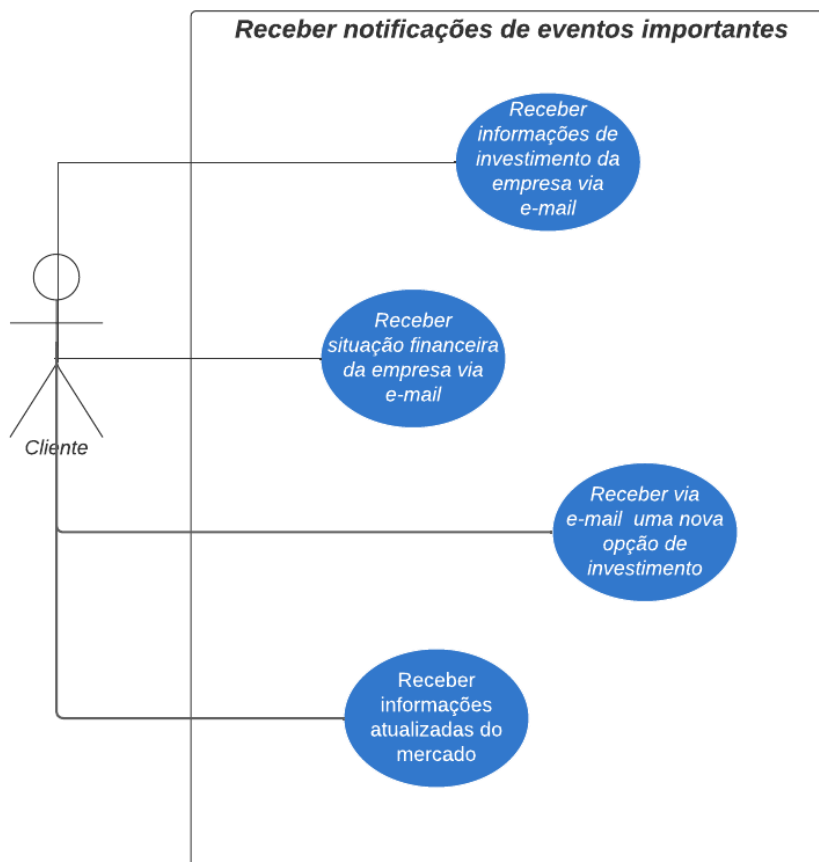 Receber notificações de eventos importantes
Receber
informações de
investimento da
empresa via
e-mail
Receber
situação financeira
da empresa via
e-mail
Cliente
Receber via
e-mail uma nova
opção de
investimento
Receber
informações
atualizadas do
mercado